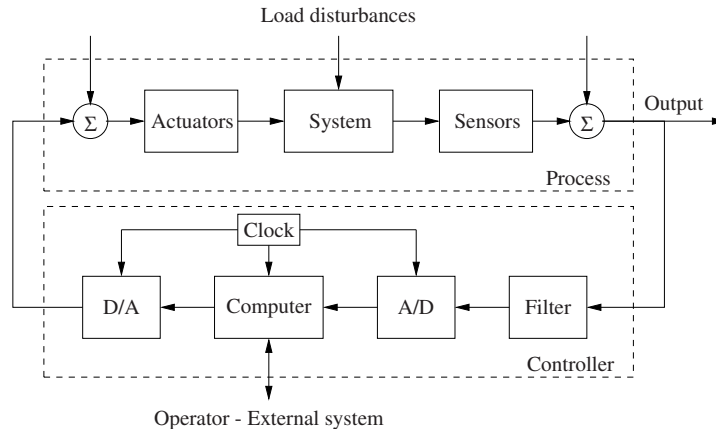 Load disturbances
Output
Σ
Actuators
System
Sensors
Σ
Process
Clock
D/A
Computer
A/D
Filter
Controller
Operator - External system